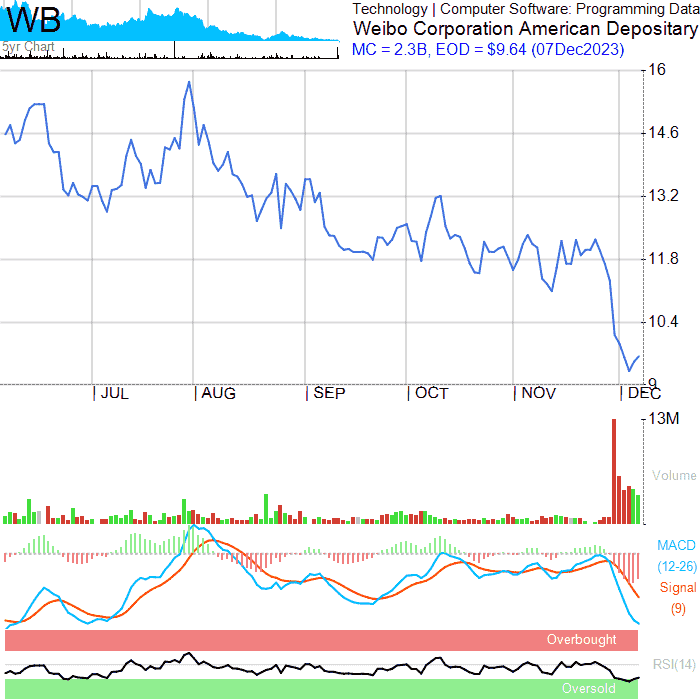 WB
5yr Chart
Technology | Computer Software: Programming Data
Weibo Corporation American Depositary
MC = 2.3B, EOD = $9.64 (07Dec2023)
16
14.6
13.2
11.8
10.4
9
JUL
AUG
SEP
OCT
NOV
DEC
13M
Volume
MACD
(12-26)
Signal
(9)
Overbought
RSI(14)
Oversold